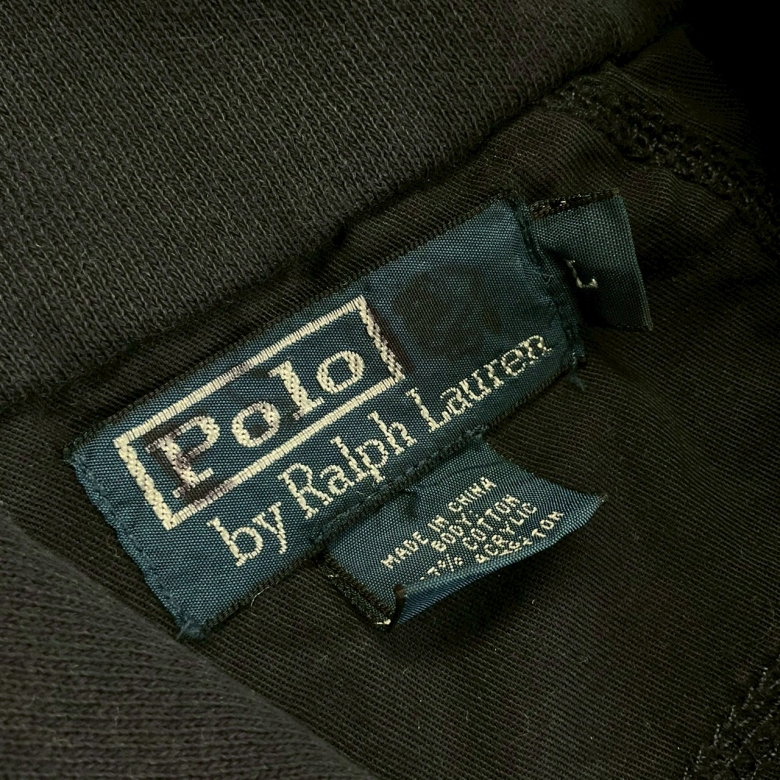 Polo
by Ralph Lauren
L
MADE IN CHINA
BODY:
COTTON
ACRYLIC